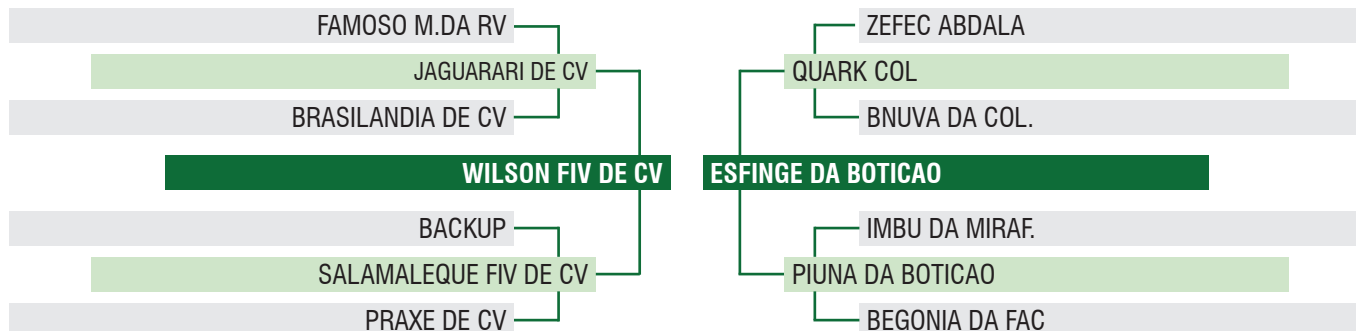 FAMOSO M.DA RV
JAGUARARI DE CV
BRASILANDIA DE CV
WILSON FIV DE CV
BACKUP
SALAMALEQUE FIV DE CV
PRAXE DE CV
ZEFEC ABDALA
QUARK COL
BNUVA DA COL.
ESFINGE DA BOTICAO
IMBU DA MIRAF.
PIUNA DA BOTICAO
BEGONIA DA FAC